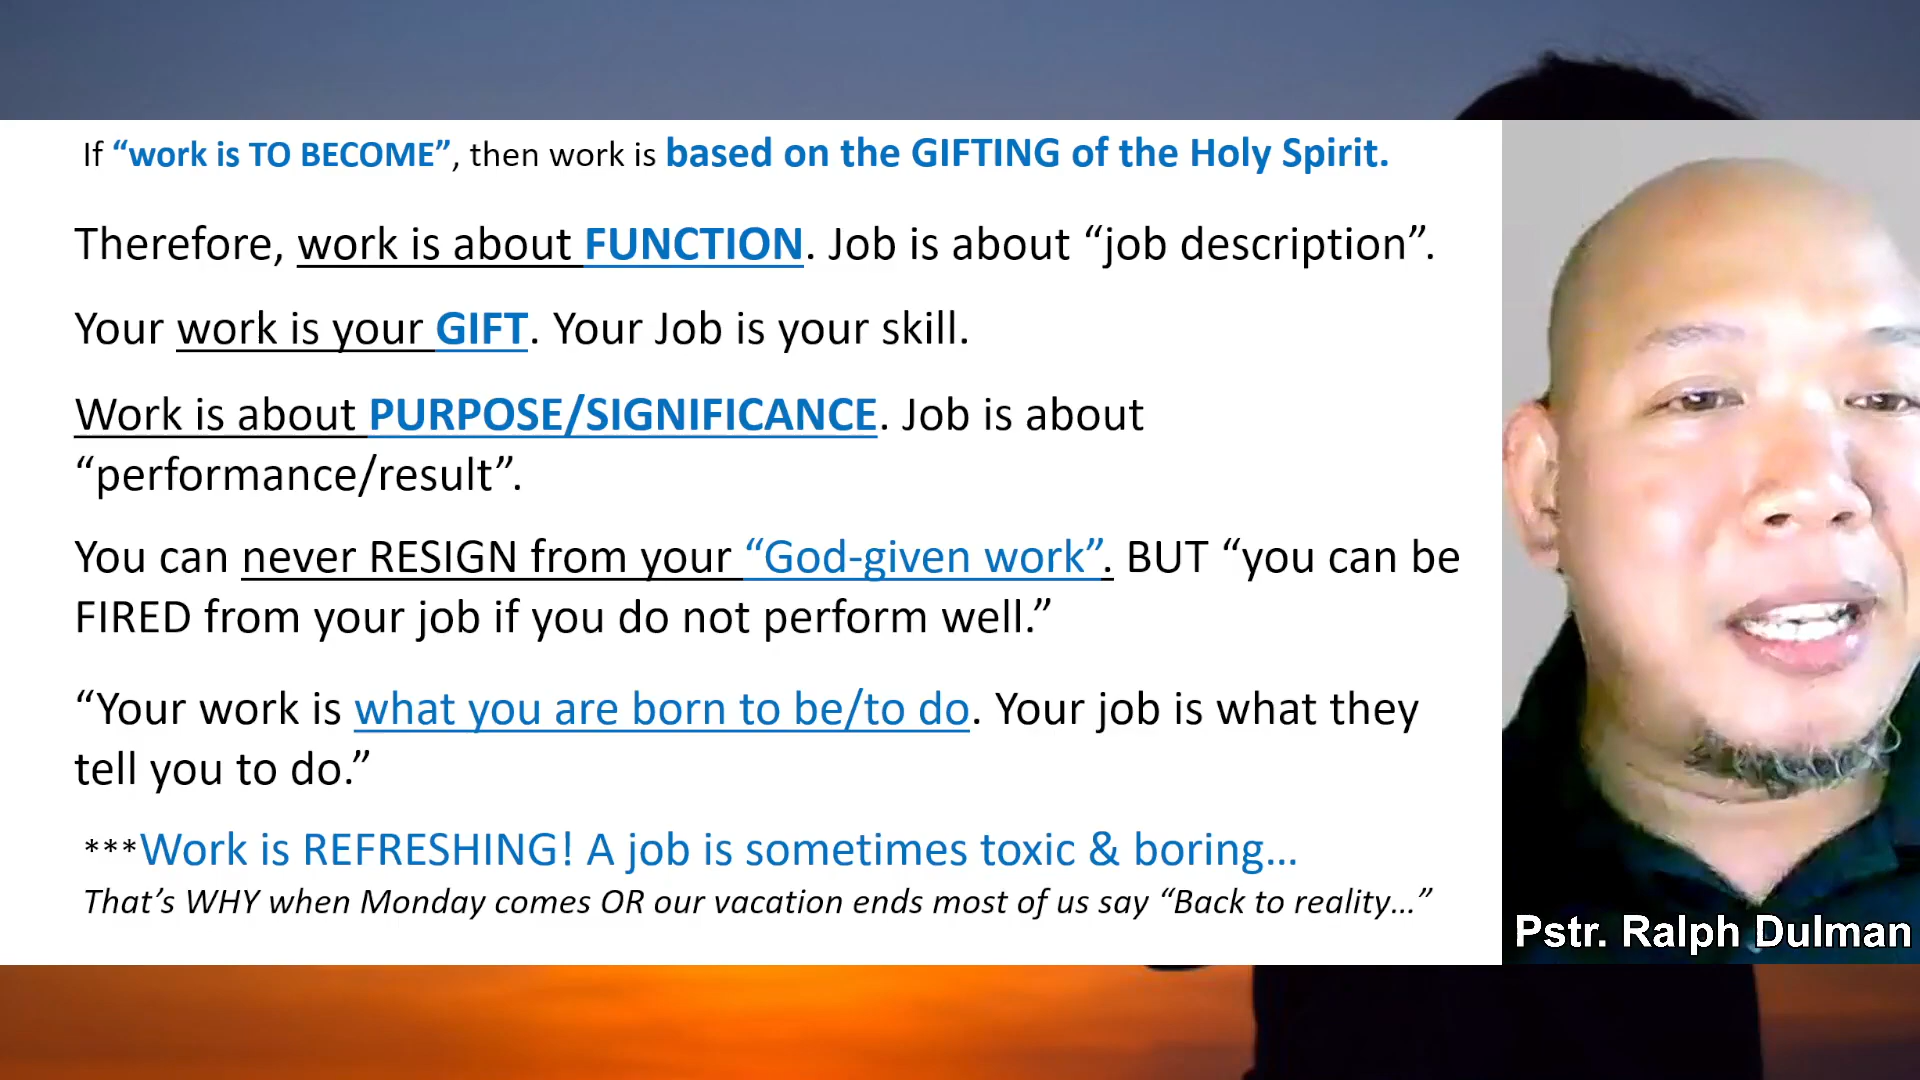 If “work is TO BECOME”, then work is based on the GIFTING of the Holy Spirit.
Therefore, work is about FUNCTION. Job is about “job description”.
Your work is your GIFT. Your Job is your skill.
Work is about PURPOSE/SIGNIFICANCE. Job is about
“performance/result”.
You can never RESIGN from your “God-given work”. BUT “you can be
FIRED from your job if you do not perform well.”
“Your work is what you are born to be/to do. Your job is what they
tell you to do.”
***Work is REFRESHING! A job is sometimes toxic & boring…
That’s WHY when Monday comes OR our vacation ends most of us say “Back to reality…”
Pstr. Ralph Dulman